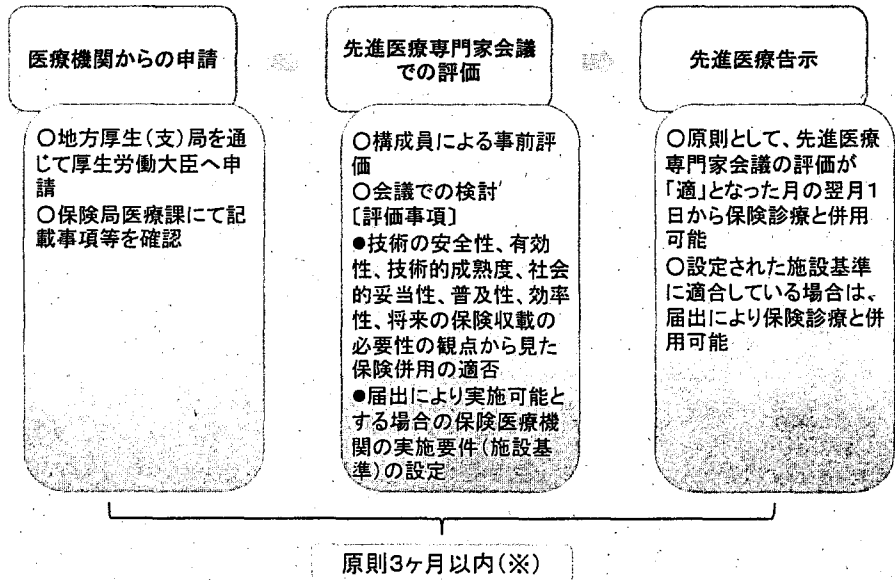 医療機関からの申請
〇地方厚生(支)局を通
じて厚生労働大臣へ申
請
〇保険局医療課にて記
載事項等を確認
先進医療専門家会議
での評価
〇構成員による事前評
価
〇会議での検討
〔評価事項〕
●技術の安全性、有効
性、技術的成熟度、社会
的妥当性、普及性、効率
性、将来の保険収載の
必要性の観点から見た
保険併用の適否
●届出により実施可能と
する場合の保険医療機
関の実施要件(施設基
準)の設定
先進医療告示
〇原則として、先進医療
専門家会議の評価が
「適」となった月の翌月1
日から保険診療と併用
可能
〇設定された施設基準
に適合している場合は、
届出により保険診療と併
用可能
原則3ヶ月以内(※)